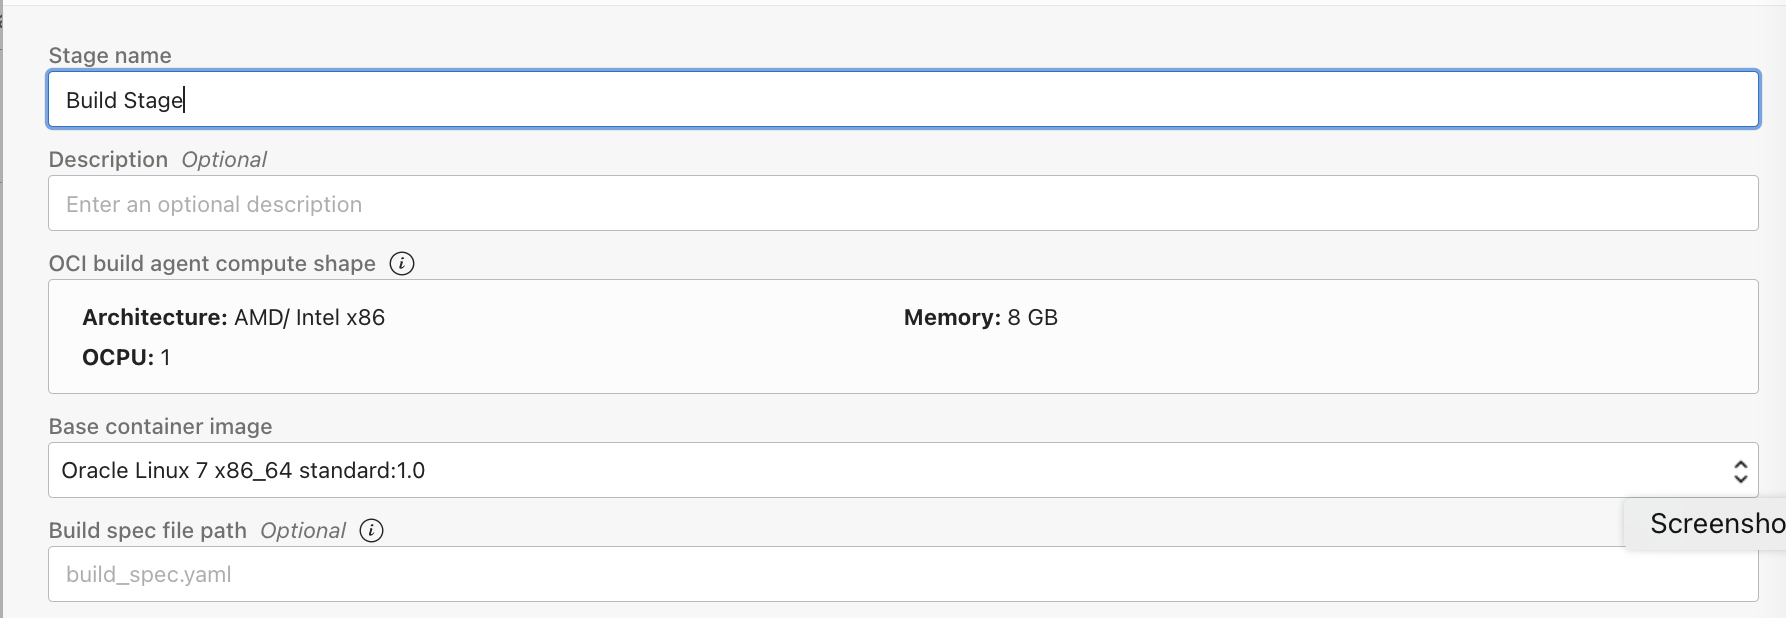 Stage name
Build Stage
Description Optional
Enter an optional description
OCI build agent compute shape
Architecture: AMD/ Intel x86
Memory: 8 GB
OCPU: 1
Base container image
Oracle Linux 7 x86_64 standard:1.0
Build spec file path Optional
Screensho
build_spec.yaml